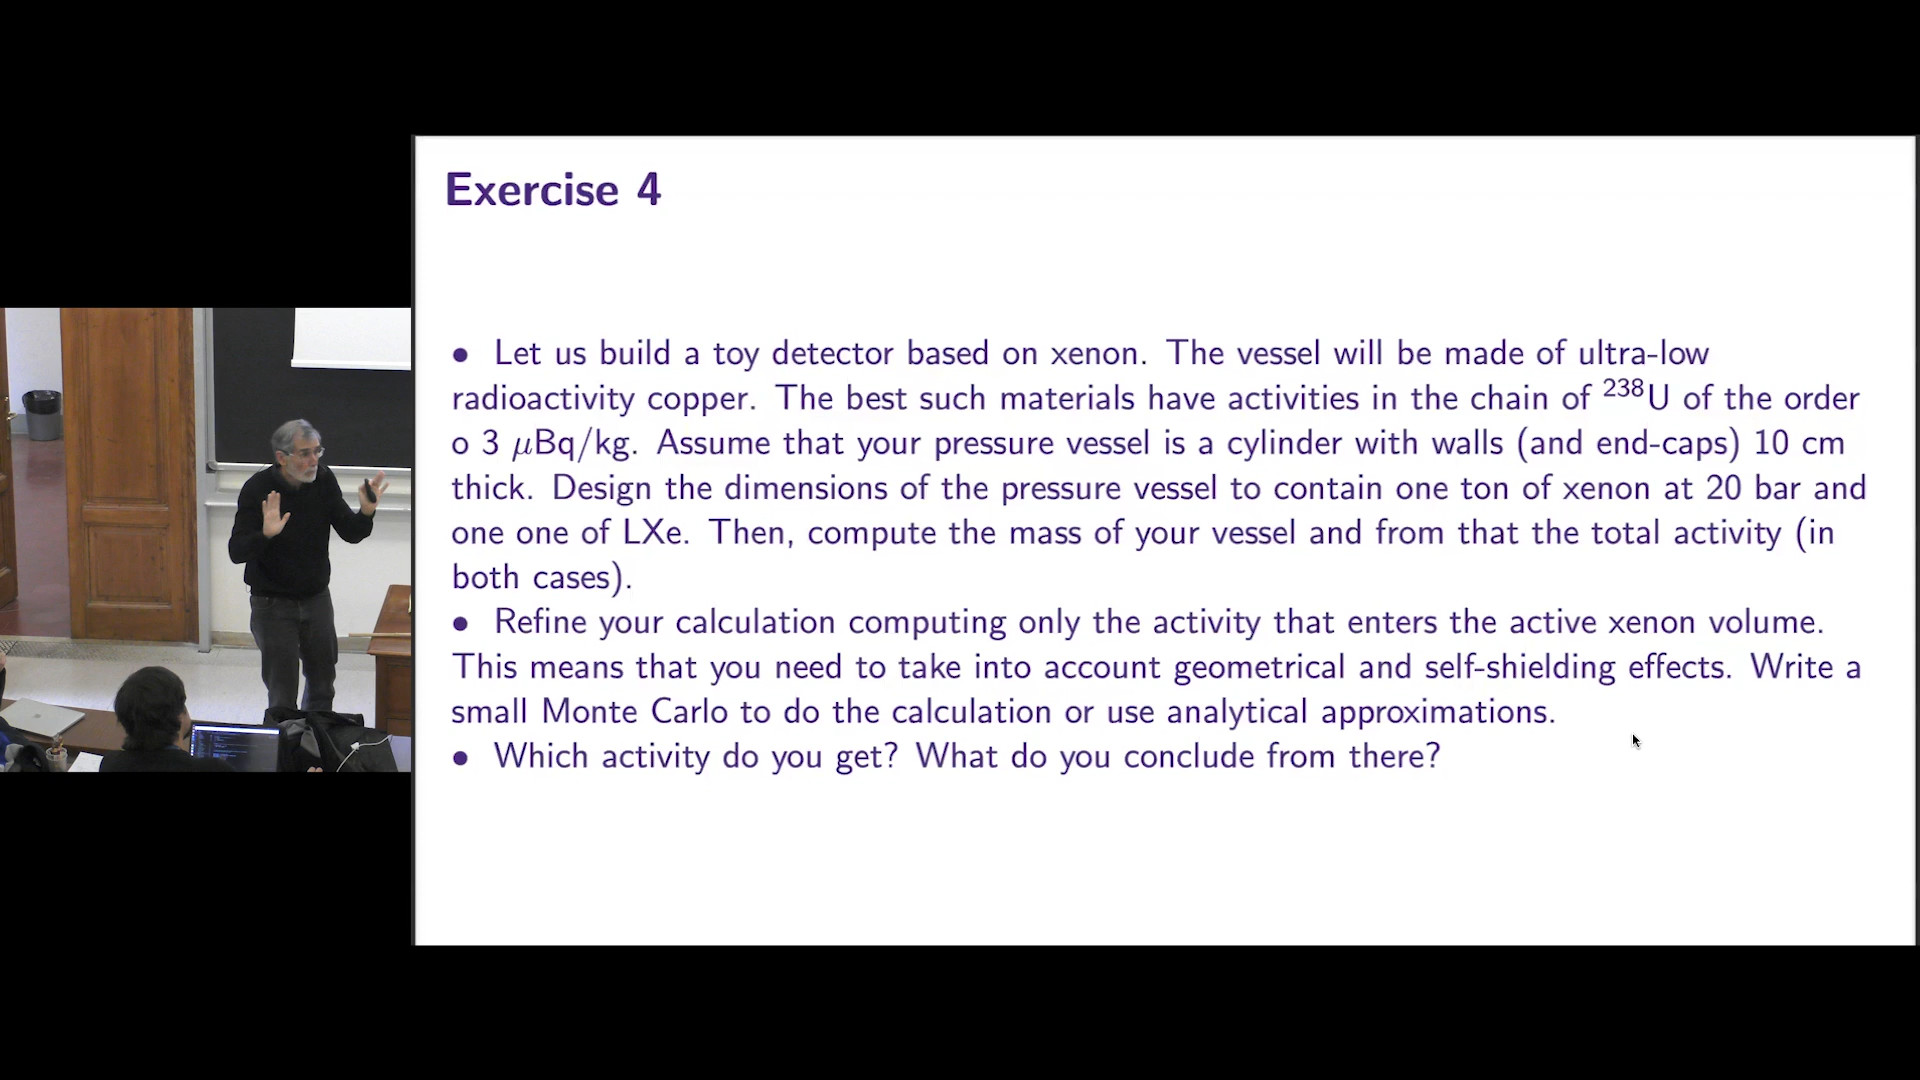 Exercise 4
• Let us build a toy detector based on xenon. The vessel will be made of ultra-low
radioactivity copper. The best such materials have activities in the chain of ²³⁸U of the order
o 3 μBq/kg. Assume that your pressure vessel is a cylinder with walls (and end-caps) 10 cm
thick. Design the dimensions of the pressure vessel to contain one ton of xenon at 20 bar and
one one of LXe. Then, compute the mass of your vessel and from that the total activity (in
both cases).
• Refine your calculation computing only the activity that enters the active xenon volume.
This means that you need to take into account geometrical and self-shielding effects. Write a
small Monte Carlo to do the calculation or use analytical approximations.
• Which activity do you get? What do you conclude from there?